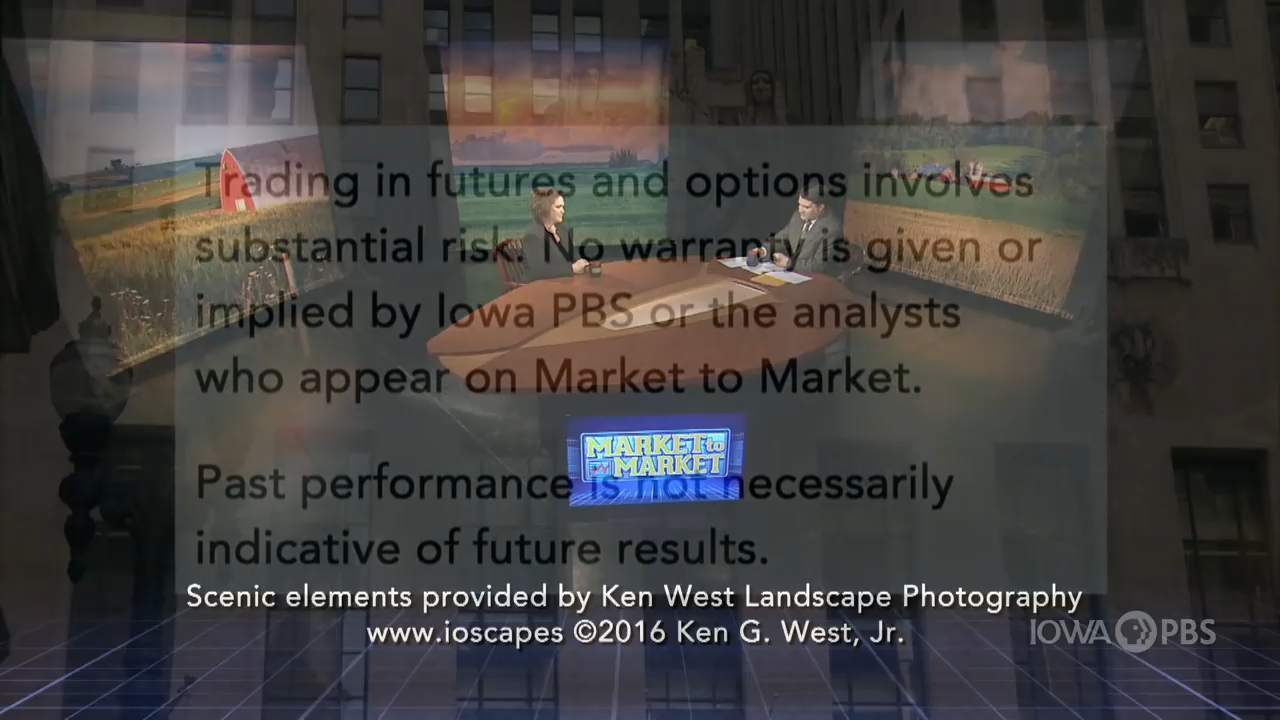 Trading in futures and options involves
substantial risk. No warranty is given or
implied by Iowa PBS or the analysts
who appear on Market to Market.
MARKET to
MARKET
Past performance is not necessarily
indicative of future results.
Scenic elements provided by Ken West Landscape Photography
www.ioscapes ©2016 Ken G. West, Jr.
IOWA PBS